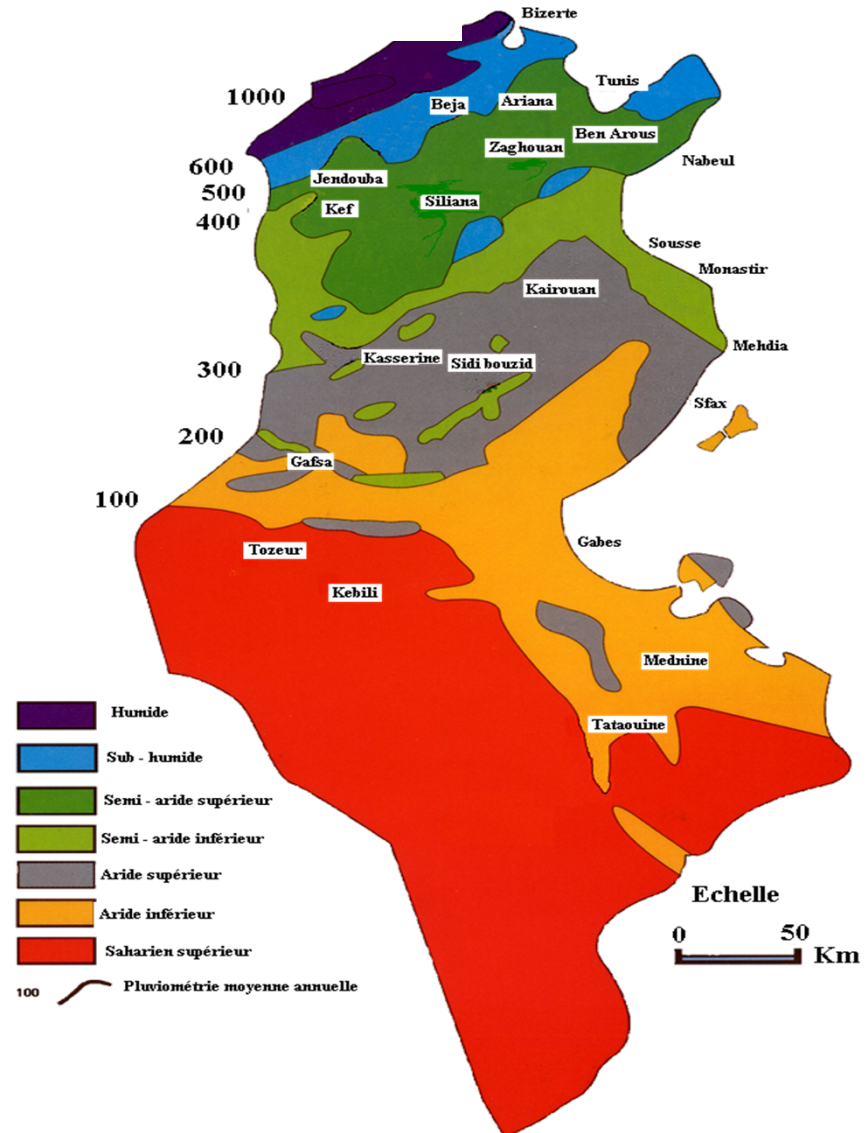 Bizerte
Tunis
1000
Beja
Ariana
Ben Arous
Zaghouan
Nabeul
600
Jendouba
500
Siliana
Kef
400
Sousse
Monastir
Kairouan
Mehdia
Kasserine
Sidi bouzid
300
Sfax
200
Gafsa
100
Gabes
Tozeur
Kebili
Mednine
Tataouine
Humide
Sub - humide
Semi - aride supérieur
Semi - aride inférieur
Aride supérieur
Aride inférieur
Saharien supérieur
100 Pluviométrie moyenne annuelle
Echelle
0 50
Km